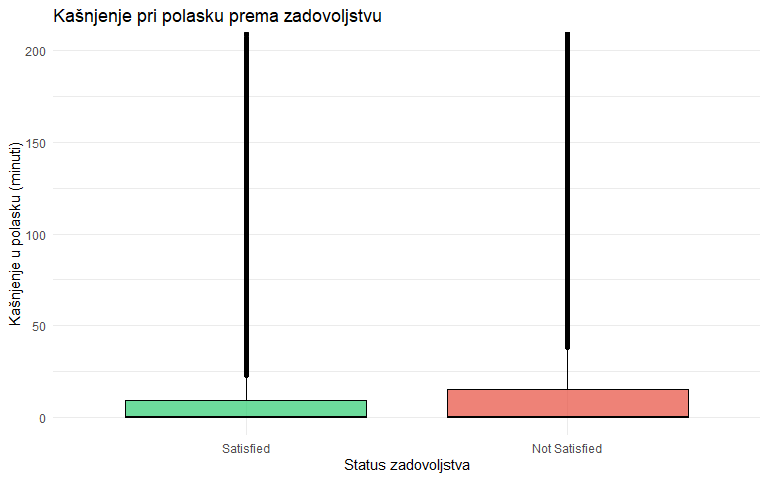 Kašnjenje pri polasku prema zadovoljstvu
Kašnjenje u polasku (minuti)
200
150
100
50
0
Satisfied
Not Satisfied
Status zadovoljstva